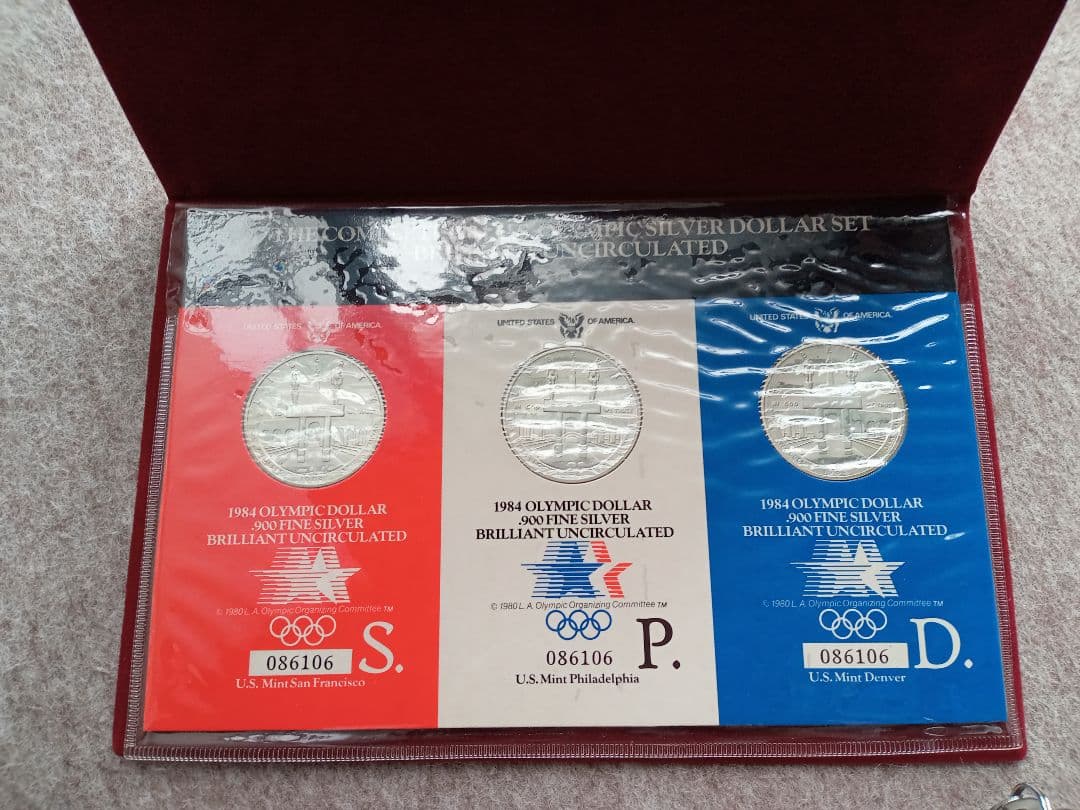 THE COM OLYMPIC SILVER DOLLAR SET
UNCIRCULATED
UNITED STATES OF AMERICA
1984 OLYMPIC DOLLAR
.900 FINE SILVER
BRILLIANT UNCIRCULATED
© 1980 L.A. Olympic Organizing Committee TM
086106 S.
U.S. Mint San Francisco
UNITED STATES OF AMERICA.
1984 OLYMPIC DOLLAR
.900 FINE SILVER
BRILLIANT UNCIRCULATED
© 1980 L.A. Olympic Organizing Committee TM
086106 P.
U.S. Mint Philadelphia
UNITED STATES OF AMERICA.
1984 OLYMPIC DOLLAR
.900 FINE SILVER
BRILLIANT UNCIRCULATED
© 1980 L.A. Olympic Organizing Committee TM
086106 D.
U.S. Mint Denver